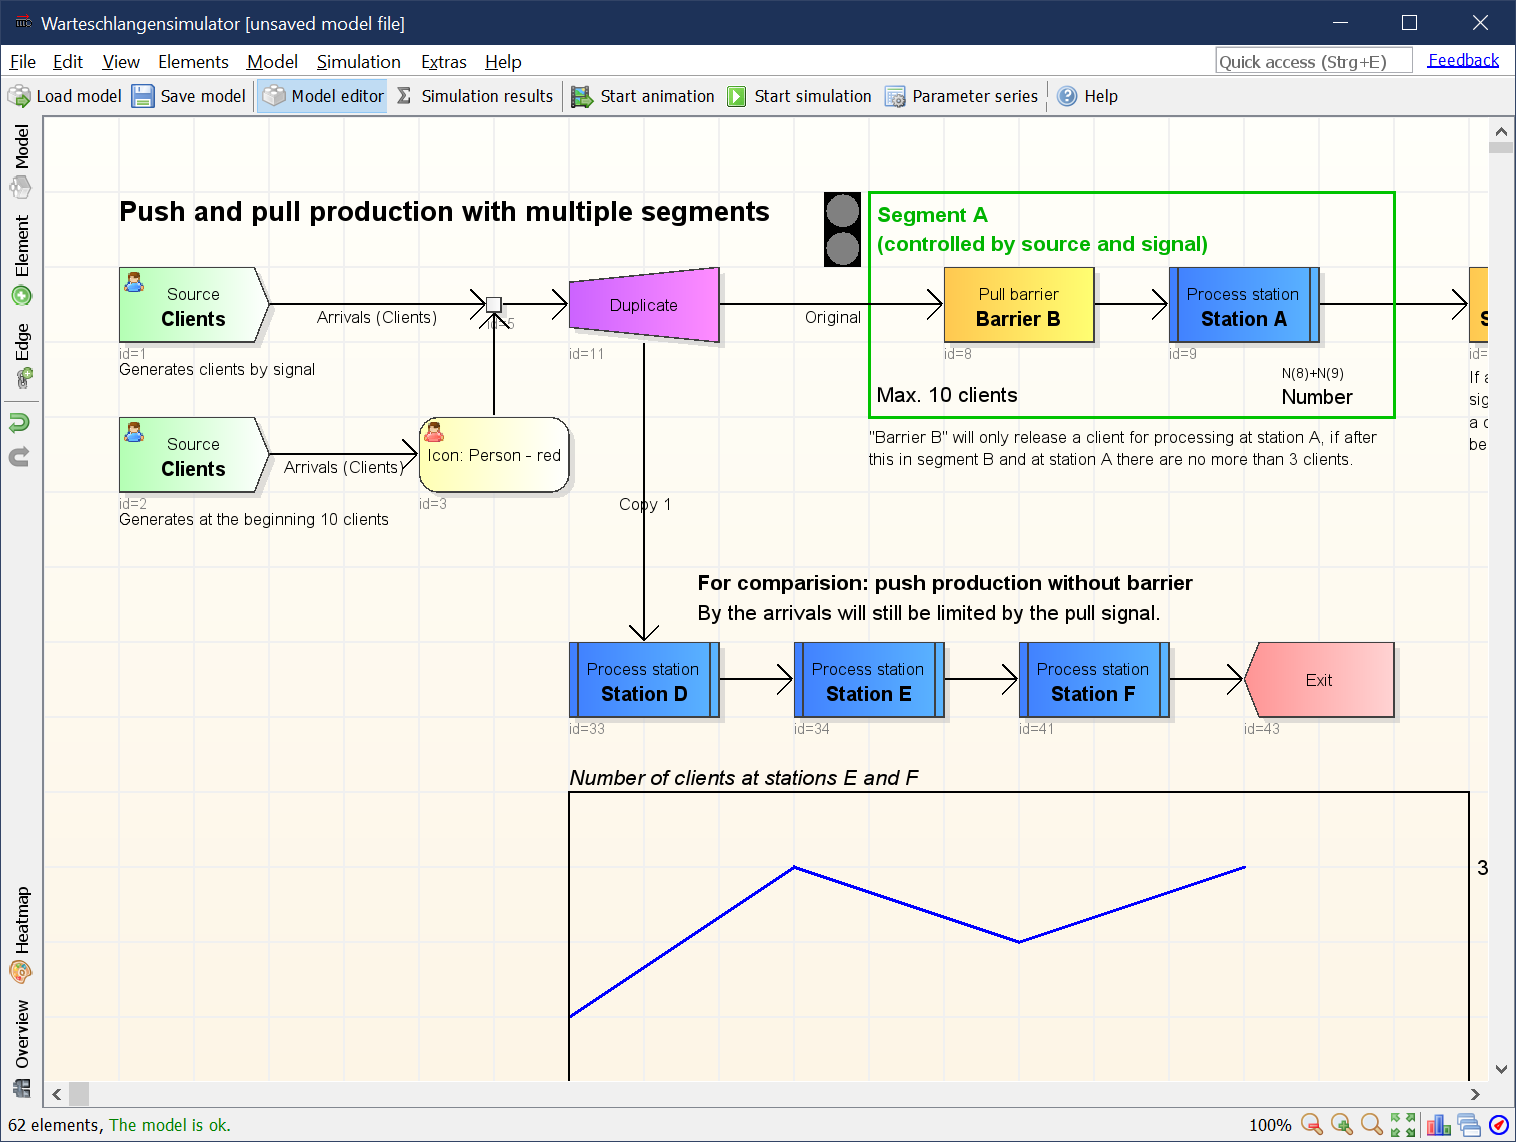 Warteschlangensimulator [unsaved model file]
File Edit View Elements Model Simulation Extras Help
Quick access (Strg+E) Feedback
Load model Save model Model editor Simulation results Start animation Start simulation Parameter series Help
Model
Element
Edge
Heatmap
Overview
Push and pull production with multiple segments
Segment A
(controlled by source and signal)
Source
Clients
id=1
Generates clients by signal
Arrivals (Clients)
id=5
Duplicate
id=11
Original
Pull barrier
Barrier B
id=8
Process station
Station A
id=9
N(8)+N(9)
Number
Max. 10 clients
"Barrier B" will only release a client for processing at station A, if after
this in segment B and at station A there are no more than 3 clients.
S
id=
If a
sig
a c
be
Source
Clients
id=2
Generates at the beginning 10 clients
Arrivals (Clients)
Icon: Person - red
id=3
Copy 1
For comparision: push production without barrier
By the arrivals will still be limited by the pull signal.
Process station
Station D
id=33
Process station
Station E
id=34
Process station
Station F
id=41
Exit
id=43
Number of clients at stations E and F
3
62 elements, The model is ok.
100%